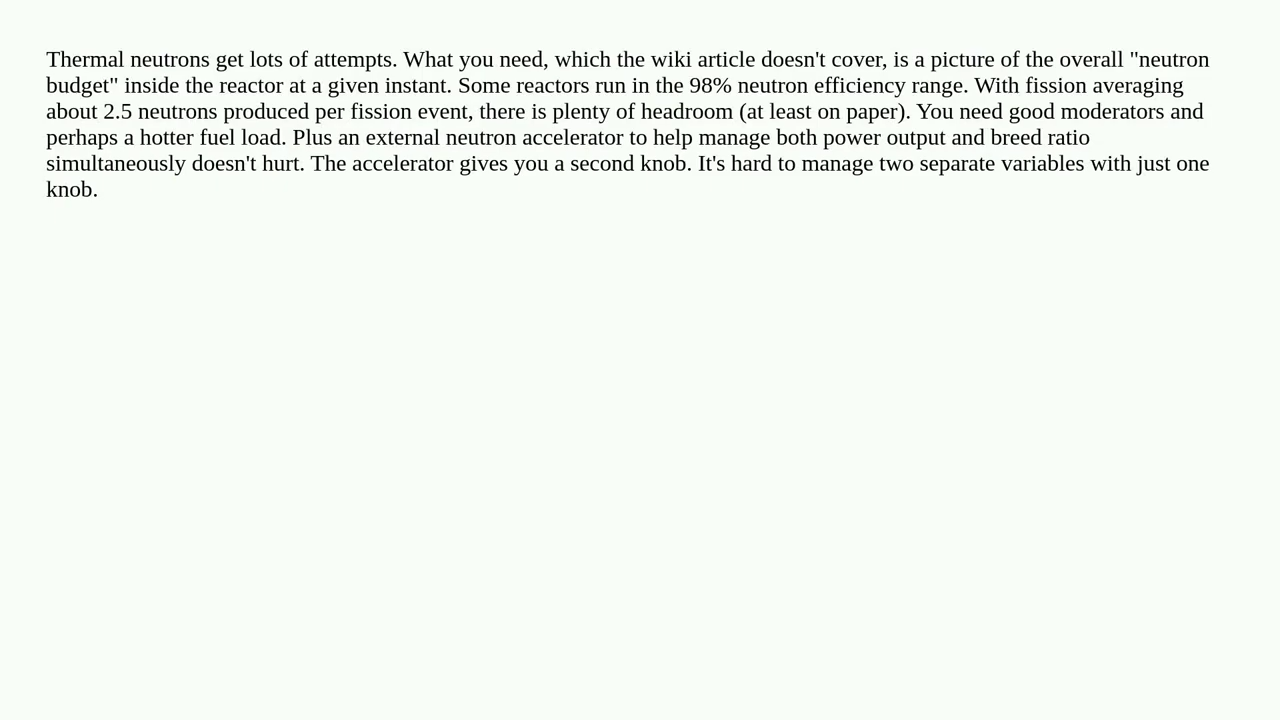 Thermal neutrons get lots of attempts. What you need, which the wiki article doesn't cover, is a picture of the overall "neutron
budget" inside the reactor at a given instant. Some reactors run in the 98% neutron efficiency range. With fission averaging
about 2.5 neutrons produced per fission event, there is plenty of headroom (at least on paper). You need good moderators and
perhaps a hotter fuel load. Plus an external neutron accelerator to help manage both power output and breed ratio
simultaneously doesn't hurt. The accelerator gives you a second knob. It's hard to manage two separate variables with just one
knob.